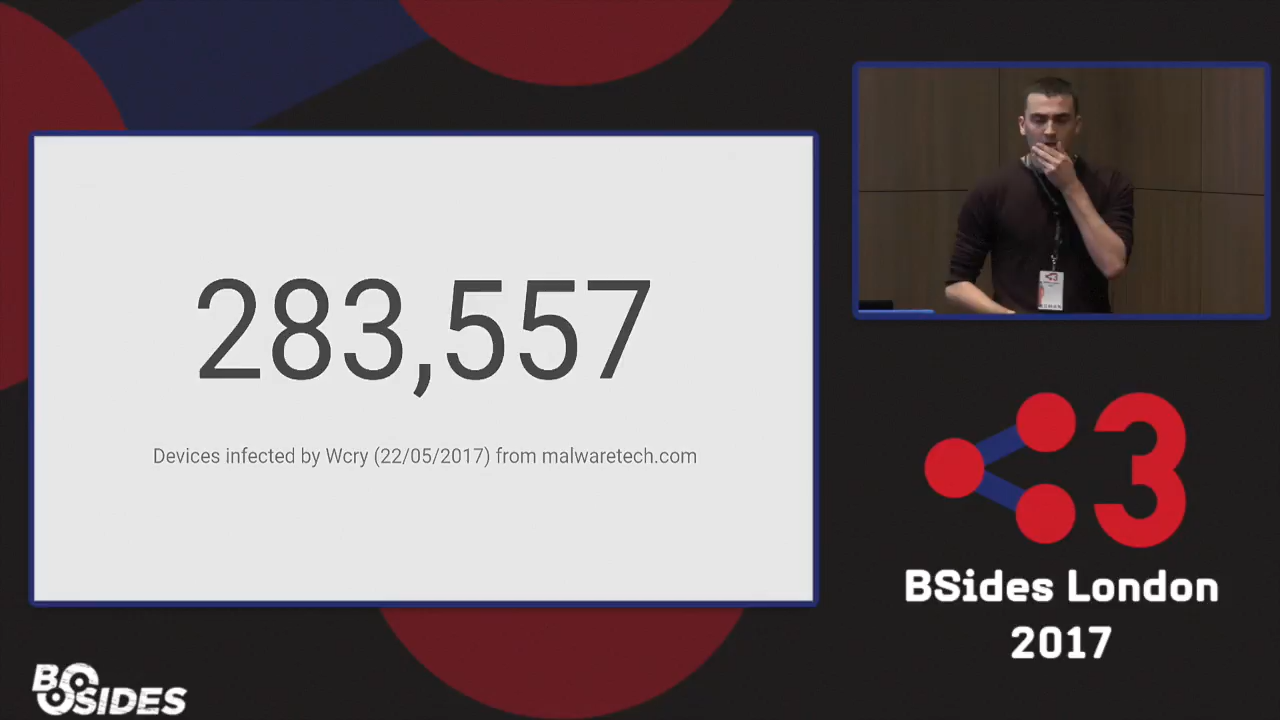 283,557
Devices infected by Wcry (22/05/2017) from malwaretech.com
3
BSides London
2017
BSIDES